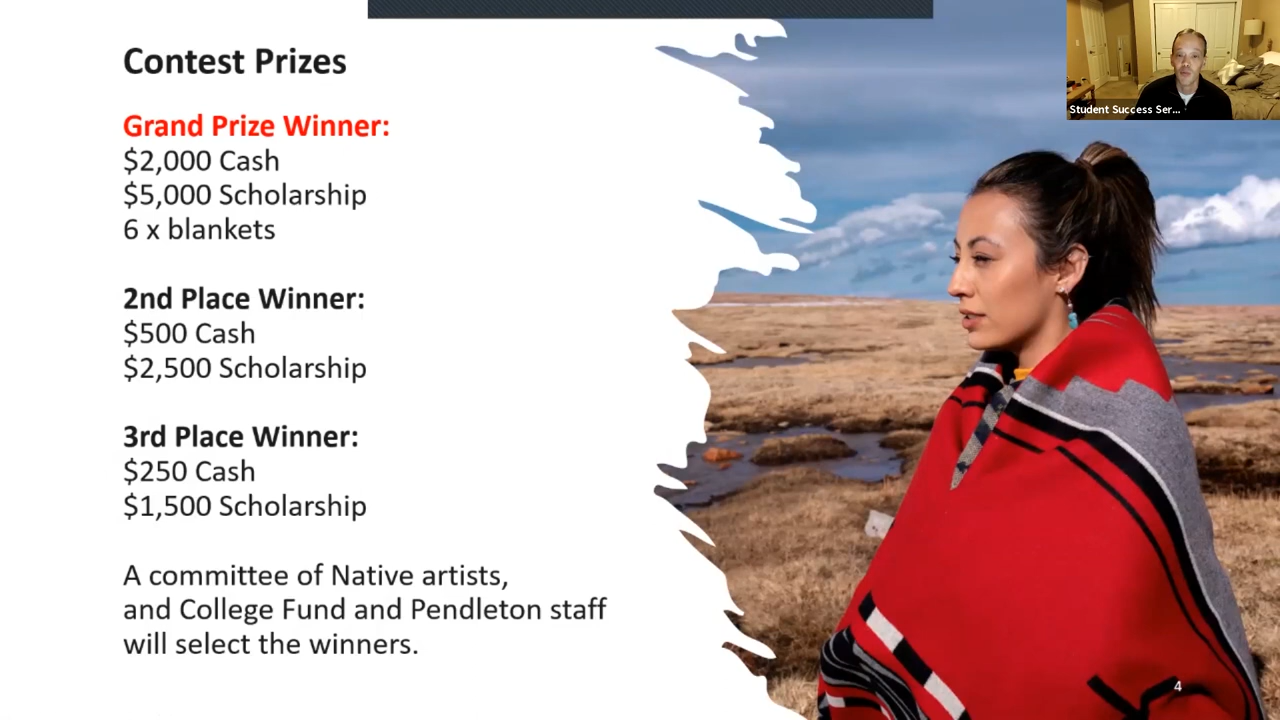 Contest Prizes
Grand Prize Winner:
$2,000 Cash
$5,000 Scholarship
6 x blankets
2nd Place Winner:
$500 Cash
$2,500 Scholarship
3rd Place Winner:
$250 Cash
$1,500 Scholarship
A committee of Native artists,
and College Fund and Pendleton staff
will select the winners.
Student Success Ser...
4